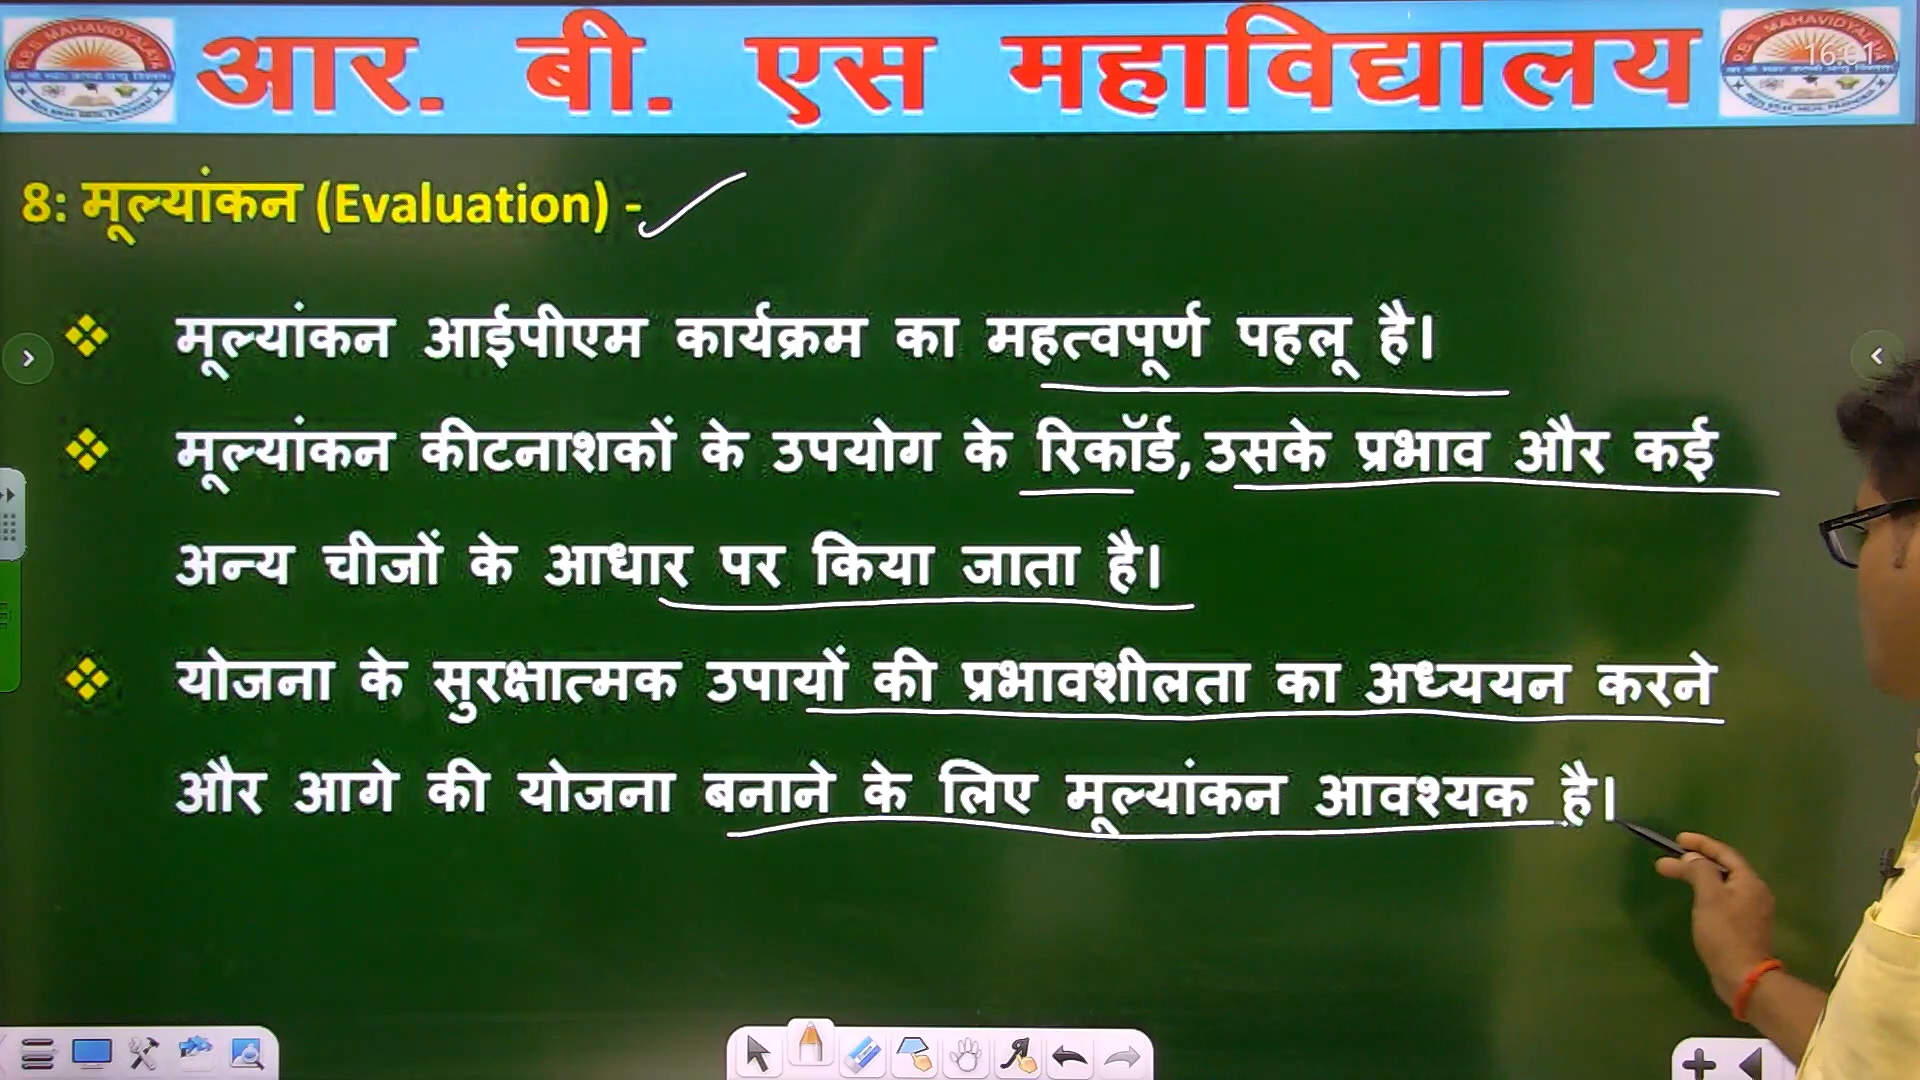 आर. बी. एस महाविद्यालय
16:01
8: मूल्यांकन (Evaluation) -
मूल्यांकन आईपीएम कार्यक्रम का महत्वपूर्ण पहलू है।
मूल्यांकन कीटनाशकों के उपयोग के रिकॉर्ड, उसके प्रभाव और कई
अन्य चीजों के आधार पर किया जाता है।
योजना के सुरक्षात्मक उपायों की प्रभावशीलता का अध्ययन करने
और आगे की योजना बनाने के लिए मूल्यांकन आवश्यक है।